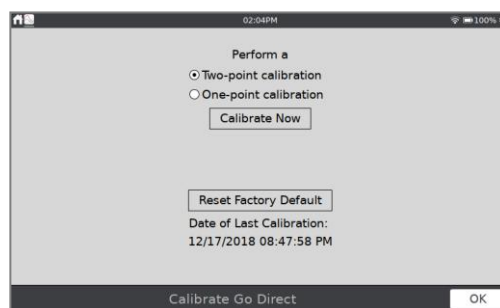 02:04PM
100%
Perform a
Two-point calibration
One-point calibration
Calibrate Now
Reset Factory Default
Date of Last Calibration:
12/17/2018 08:47:58 PM
Calibrate Go Direct
OK